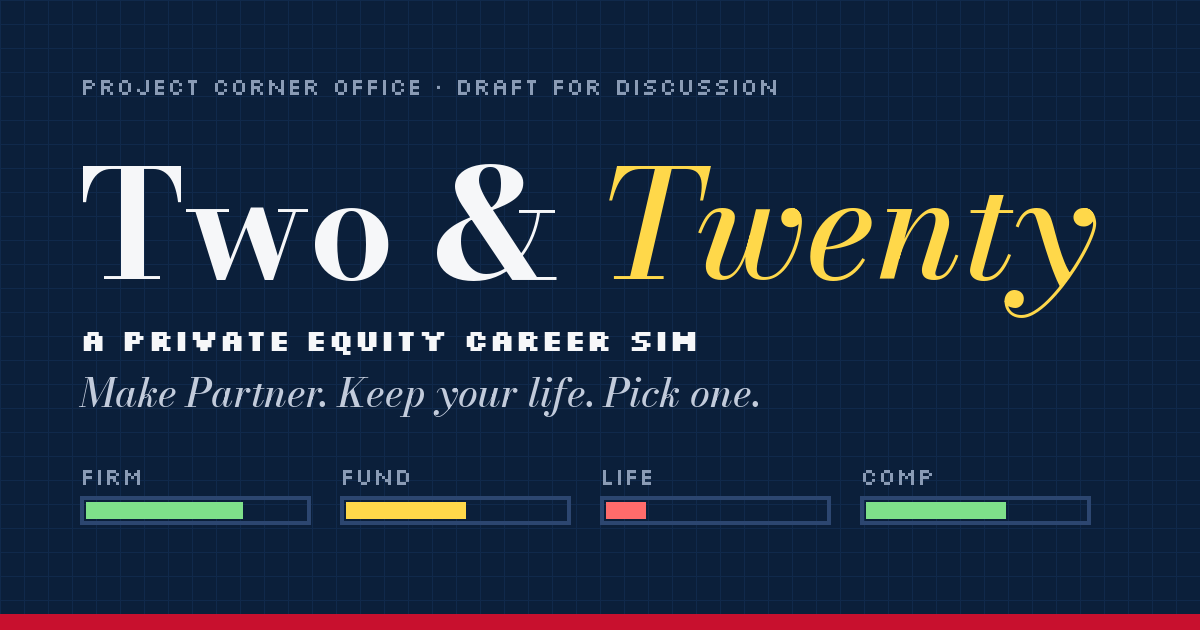 PROJECT CORNER OFFICE · DRAFT FOR DISCUSSION
Two & Twenty
A PRIVATE EQUITY CAREER SIM
Make Partner. Keep your life. Pick one.
FIRM FUND LIFE COMP